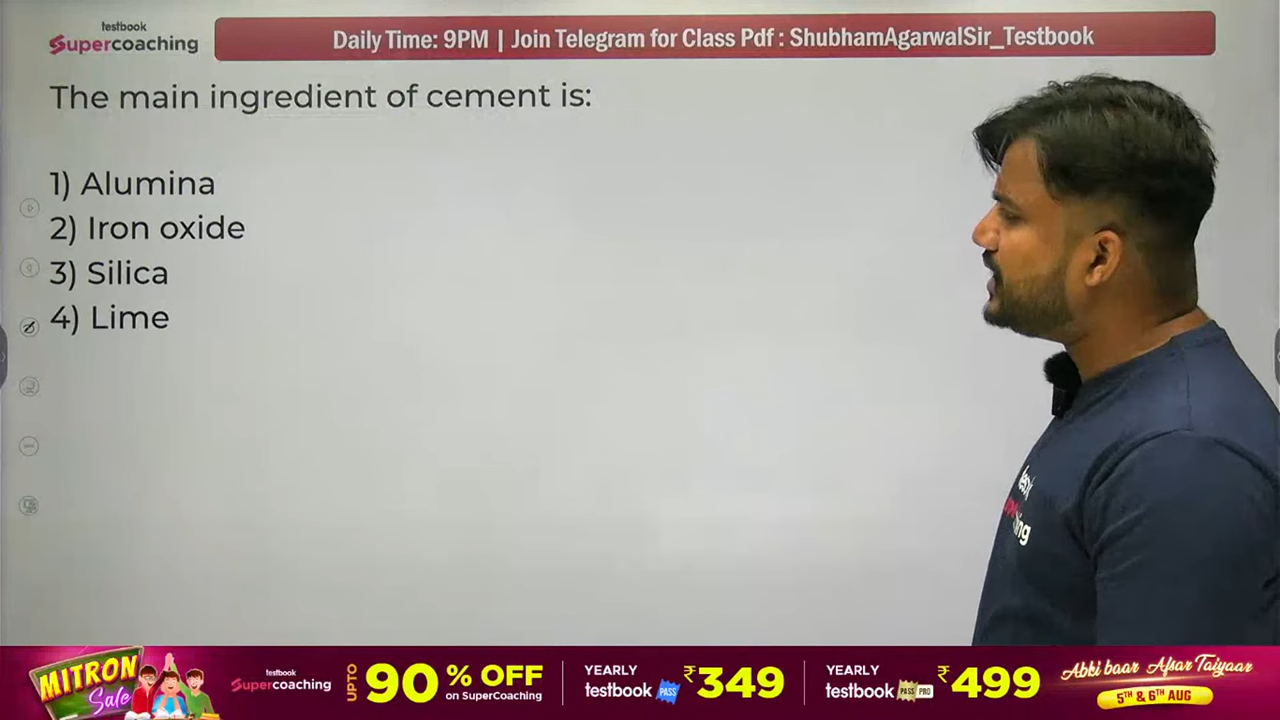 testbook
Supercoaching
Daily Time: 9PM | Join Telegram for Class Pdf : ShubhamAgarwalSir_Testbook
The main ingredient of cement is:
1) Alumina
2) Iron oxide
3) Silica
4) Lime
MITRON
Sale
testbook
Supercoaching
UPTO
90% OFF
on SuperCoaching
YEARLY
testbook PASS
₹349
YEARLY
testbook PASS PRO
₹499
Abki baar Afsar Taiyaar
5TH & 6TH AUG